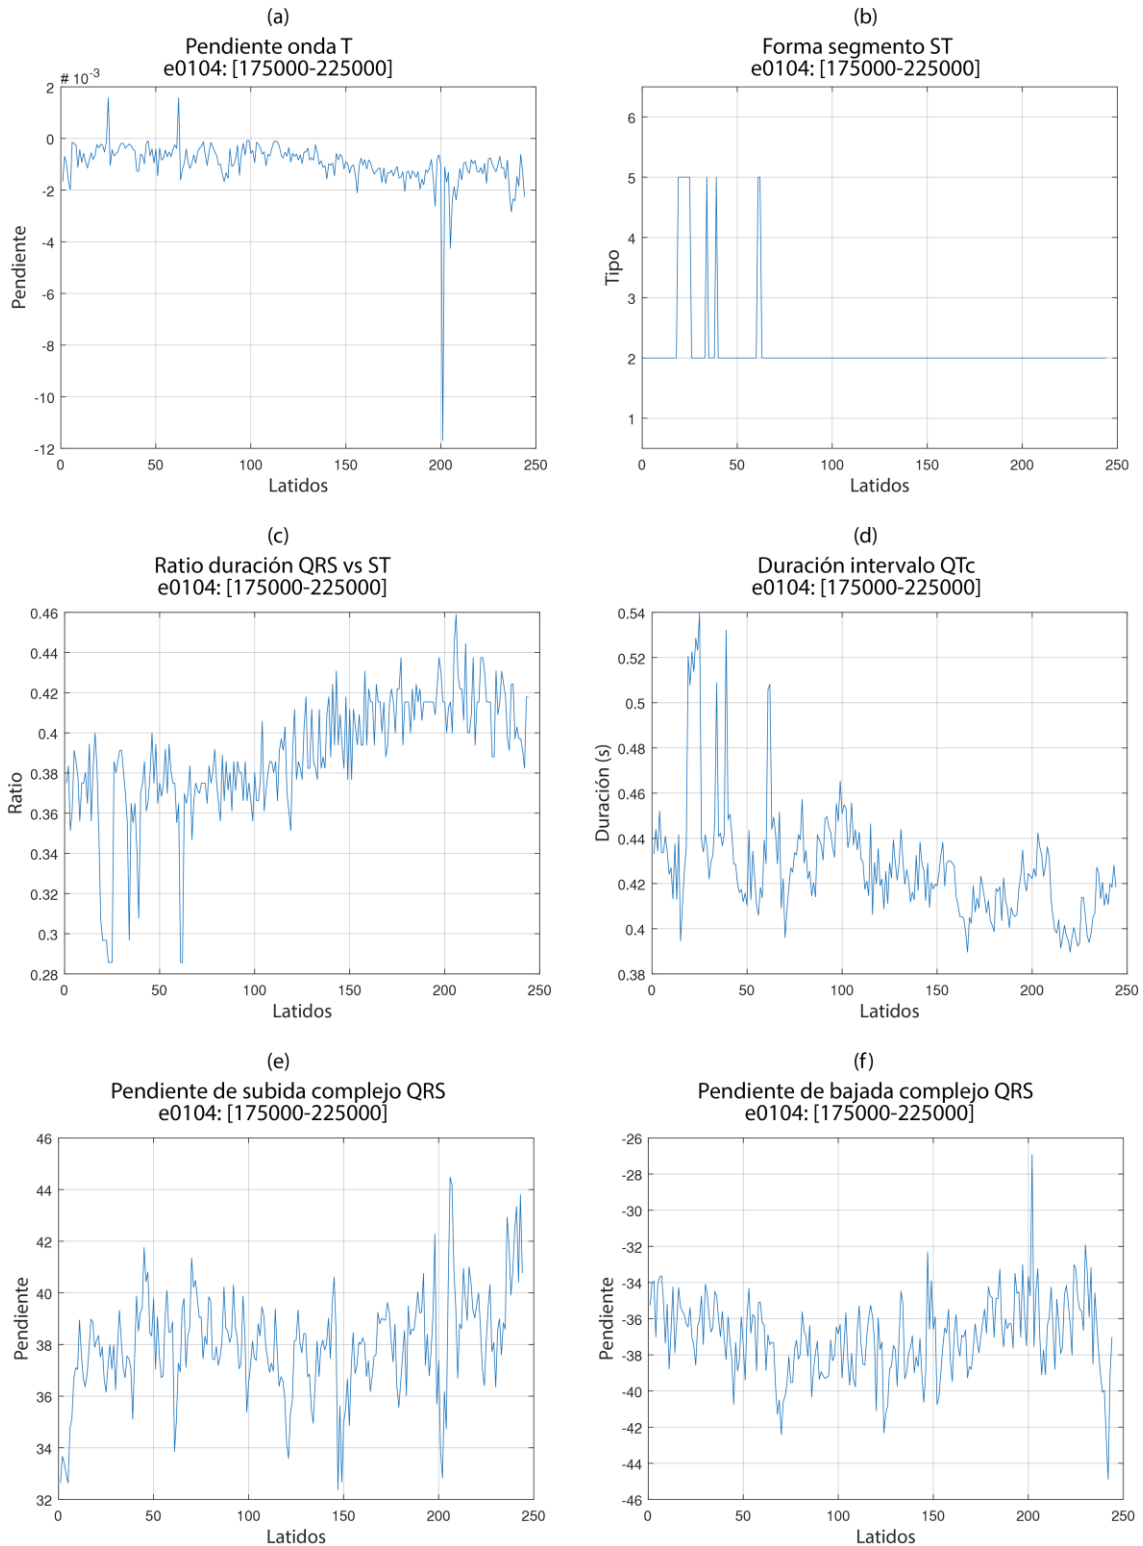 (a)
Pendiente onda T
e0104: [175000-225000]
# 10-3
2
0
-2
-4
-6
-8
-10
-12
Pendiente
0 50 100 150 200 250
Latidos
(b)
Forma segmento ST
e0104: [175000-225000]
6
5
4
3
2
1
Tipo
0 50 100 150 200 250
Latidos
(c)
Ratio duración QRS vs ST
e0104: [175000-225000]
0.46
0.44
0.42
0.4
0.38
0.36
0.34
0.32
0.3
0.28
Ratio
0 50 100 150 200 250
Latidos
(d)
Duración intervalo QTc
e0104: [175000-225000]
0.54
0.52
0.5
0.48
0.46
0.44
0.42
0.4
0.38
Duración (s)
0 50 100 150 200 250
Latidos
(e)
Pendiente de subida complejo QRS
e0104: [175000-225000]
46
44
42
40
38
36
34
32
Pendiente
0 50 100 150 200 250
Latidos
(f)
Pendiente de bajada complejo QRS
e0104: [175000-225000]
-26
-28
-30
-32
-34
-36
-38
-40
-42
-44
-46
Pendiente
0 50 100 150 200 250
Latidos